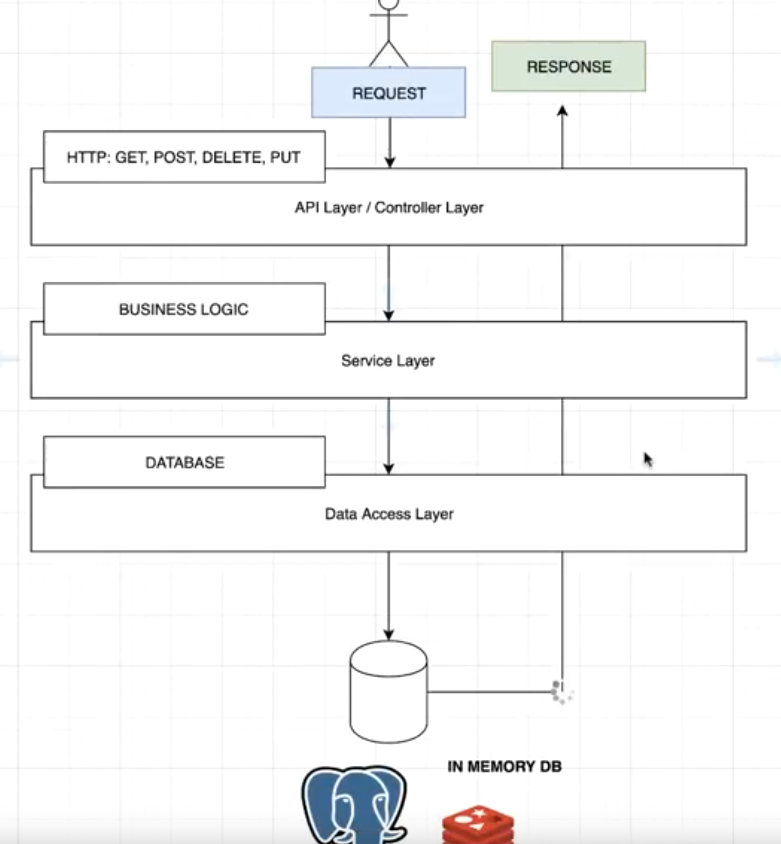 REQUEST
RESPONSE
HTTP: GET, POST, DELETE, PUT
API Layer / Controller Layer
BUSINESS LOGIC
Service Layer
DATABASE
Data Access Layer
IN MEMORY DB